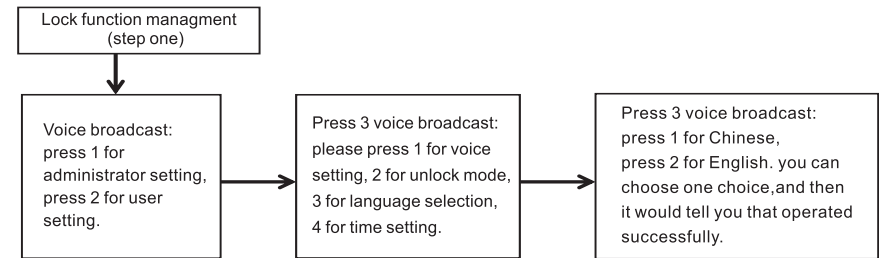 Lock function managment
(step one)
Voice broadcast:
press 1 for
administrator setting,
press 2 for user
setting.
Press 3 voice broadcast:
please press 1 for voice
setting, 2 for unlock mode,
3 for language selection,
4 for time setting.
Press 3 voice broadcast:
press 1 for Chinese,
press 2 for English. you can
choose one choice,and then
it would tell you that operated
successfully.